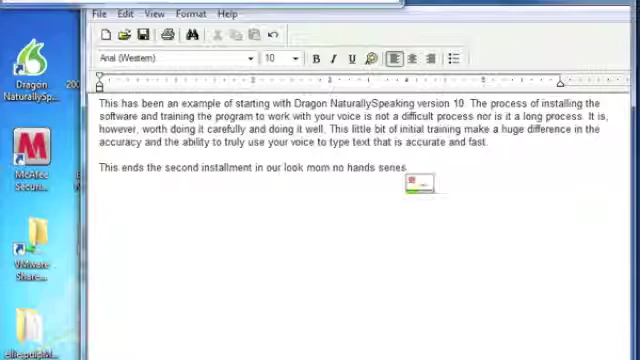 File Edit View Format Help
Arial (Western) 10 B I U
This has been an example of starting with Dragon NaturallySpeaking version 10. The process of installing the
software and training the program to work with your voice is not a difficult process nor is it a long process. It is,
however, worth doing it carefully and doing it well. This little bit of initial training make a huge difference in the
accuracy and the ability to truly use your voice to type text that is accurate and fast.
This ends the second installment in our look mom no hands series
Dragon
NaturallySp...
McAfee
Securi...
VMware
Share...